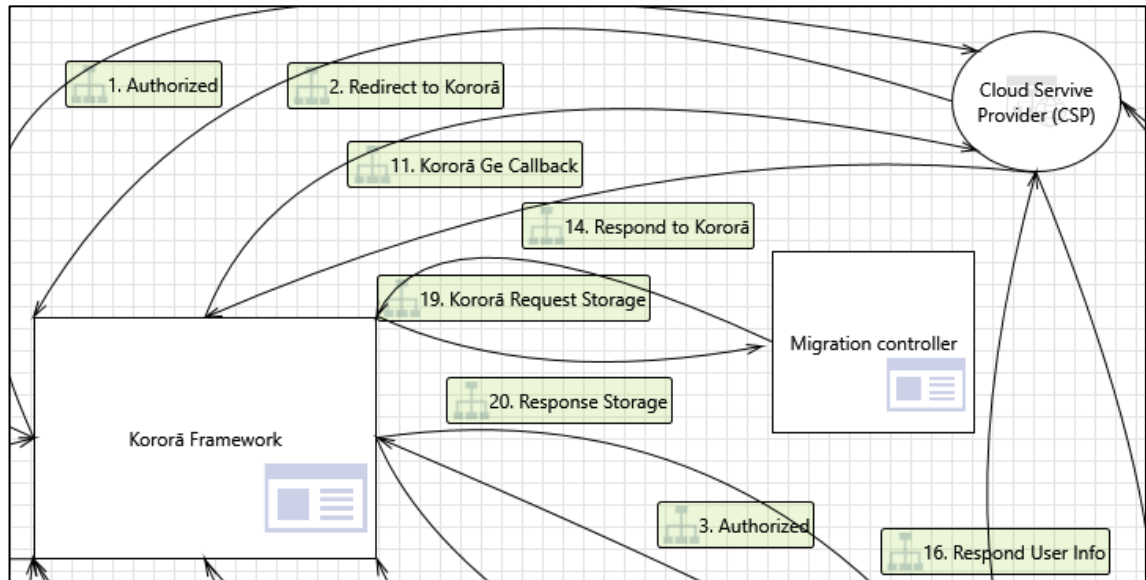 1. Authorized
2. Redirect to Kororā
Cloud Servive
Provider (CSP)
11. Kororā Ge Callback
14. Respond to Kororā
19. Kororā Request Storage
Migration controller
20. Response Storage
Kororā Framework
3. Authorized
16. Respond User Info